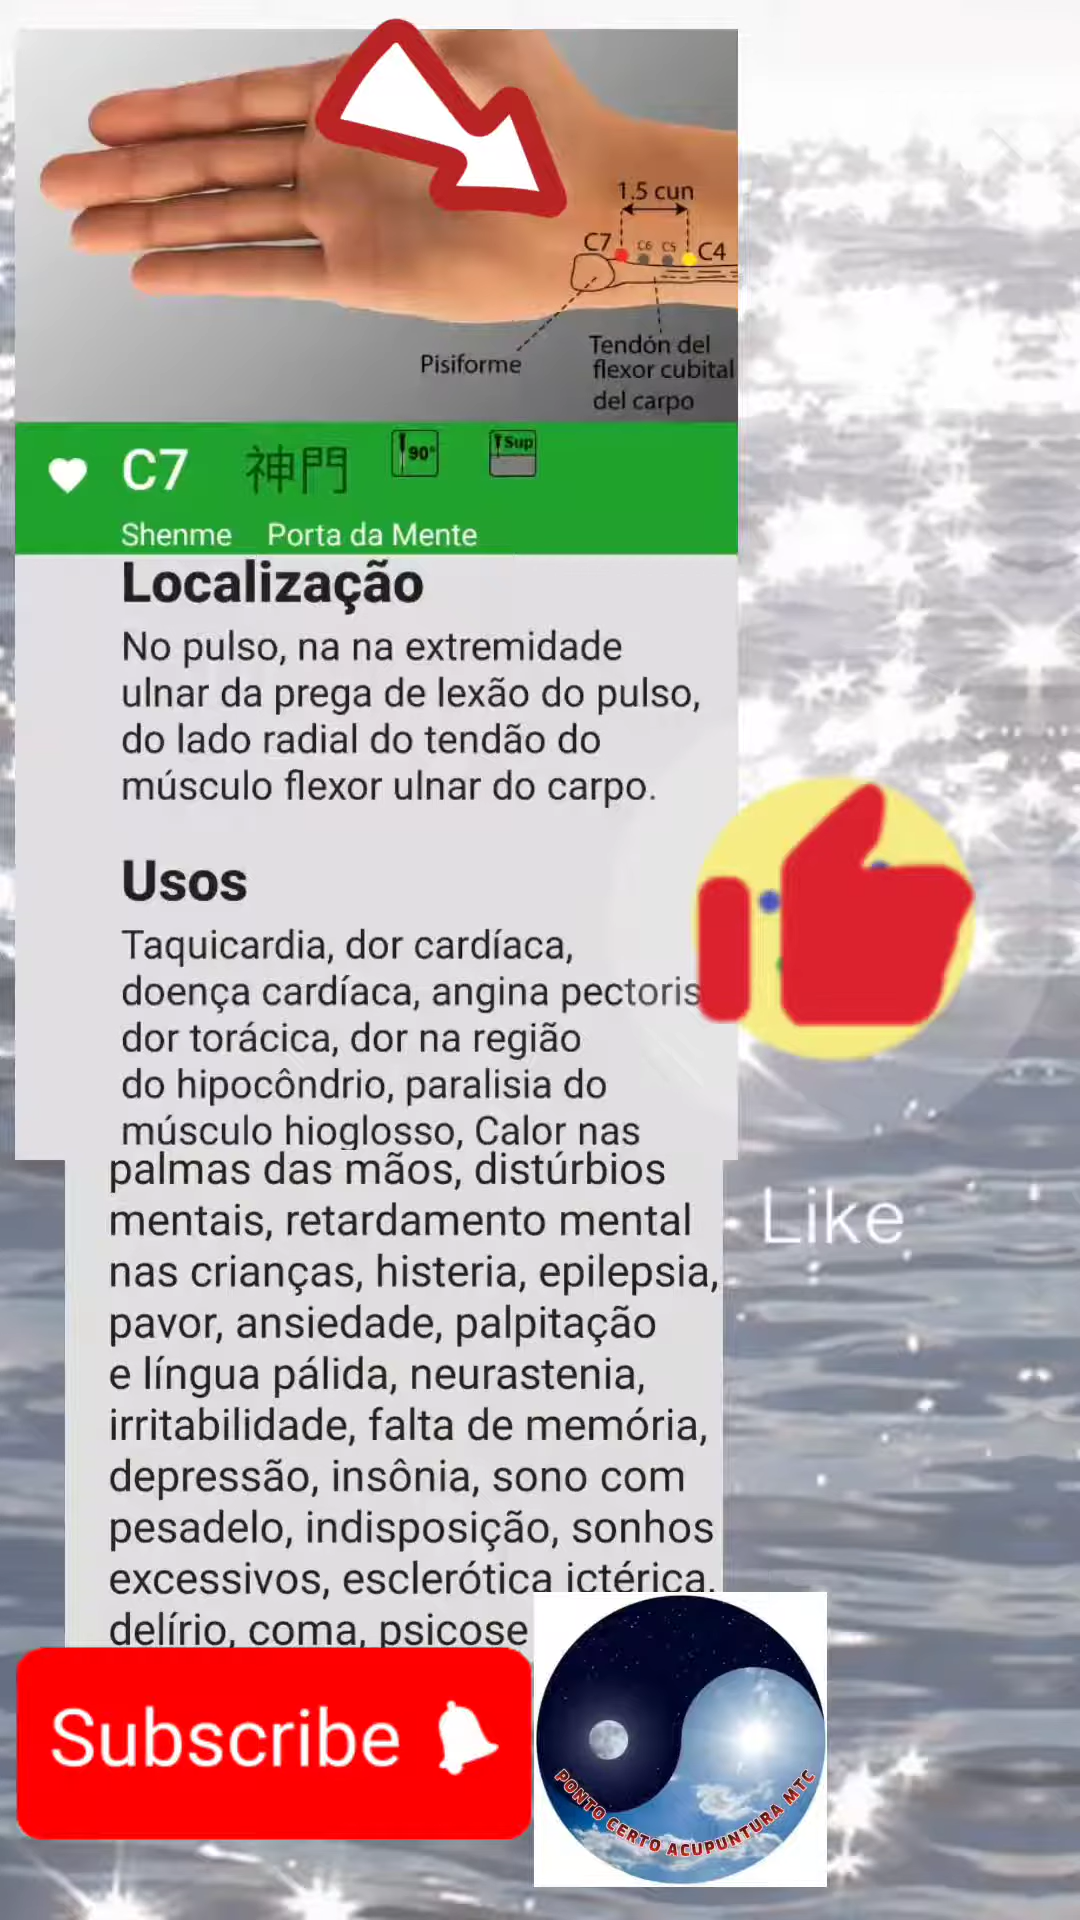 1.5 cun
C7 C6 C5 C4
Pisiforme
Tendón del
flexor cubital
del carpo
C7 神門 90° Sup
Shenme Porta da Mente
Localização
No pulso, na na extremidade
ulnar da prega de lexão do pulso,
do lado radial do tendão do
músculo flexor ulnar do carpo.
Usos
Taquicardia, dor cardíaca,
doença cardíaca, angina pectoris
dor torácica, dor na região
do hipocôndrio, paralisia do
músculo hioglosso, Calor nas
palmas das mãos, distúrbios
mentais, retardamento mental
nas crianças, histeria, epilepsia,
pavor, ansiedade, palpitação
e língua pálida, neurastenia,
irritabilidade, falta de memória,
depressão, insônia, sono com
pesadelo, indisposição, sonhos
excessivos, esclerótica ictérica,
delírio, coma, psicose
Like
Subscribe
PONTO CERTO ACUPUNTURA MTC